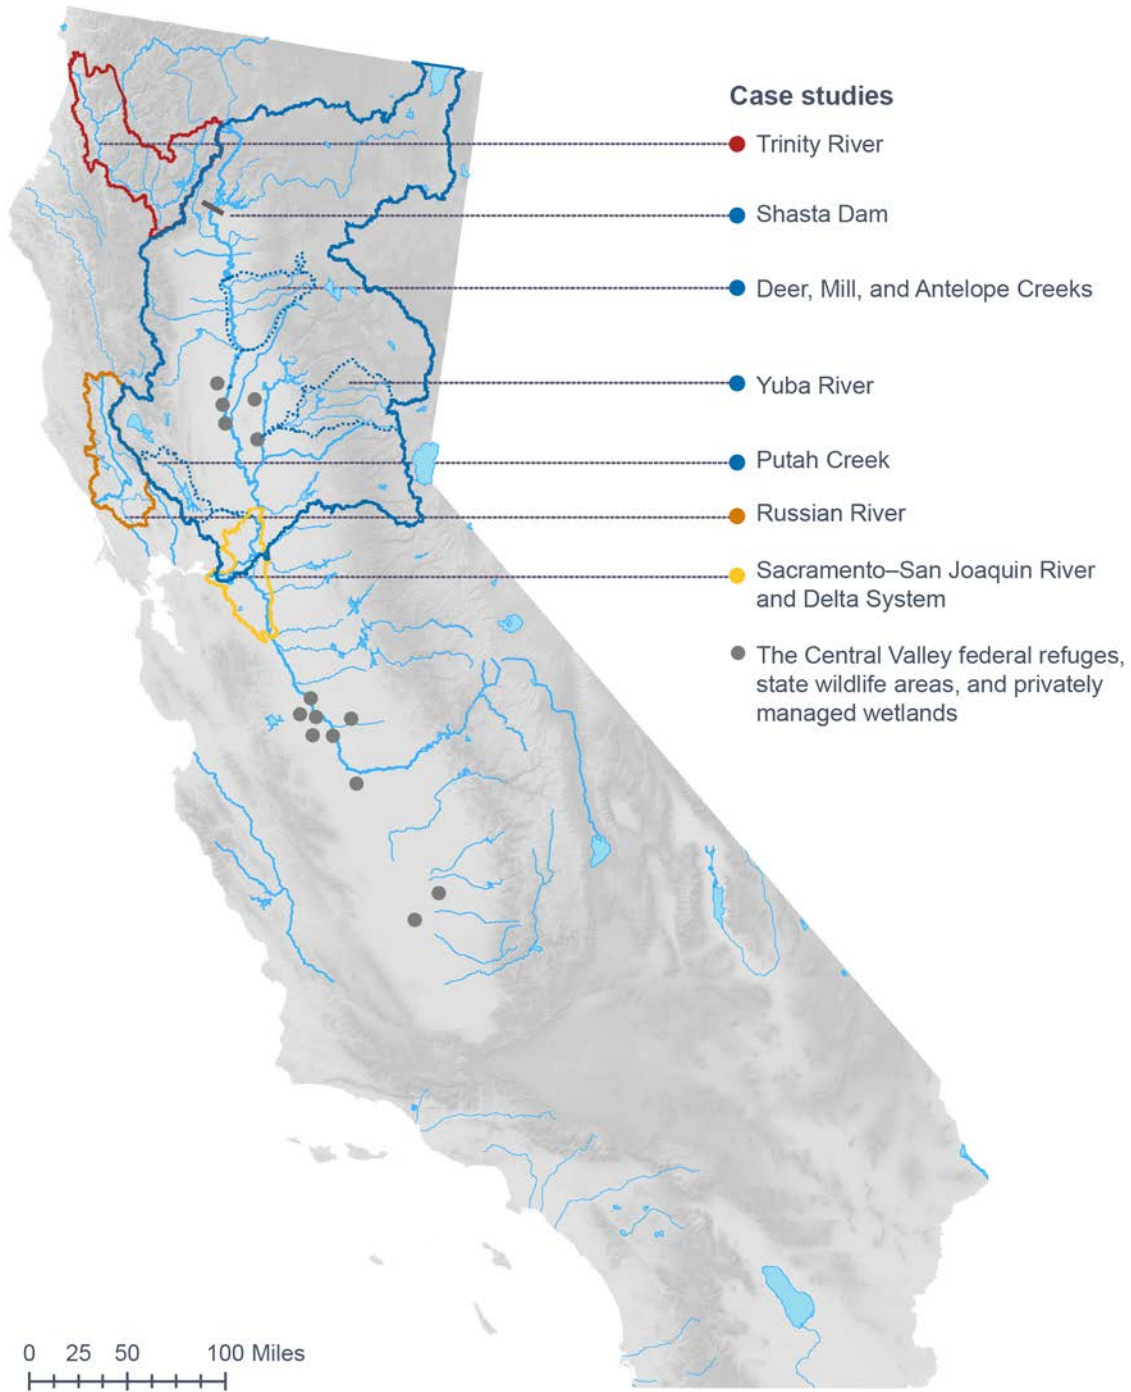 Case studies
Trinity River
Shasta Dam
Deer, Mill, and Antelope Creeks
Yuba River
Putah Creek
Russian River
Sacramento–San Joaquin River
and Delta System
The Central Valley federal refuges,
state wildlife areas, and privately
managed wetlands
0 25 50 100 Miles